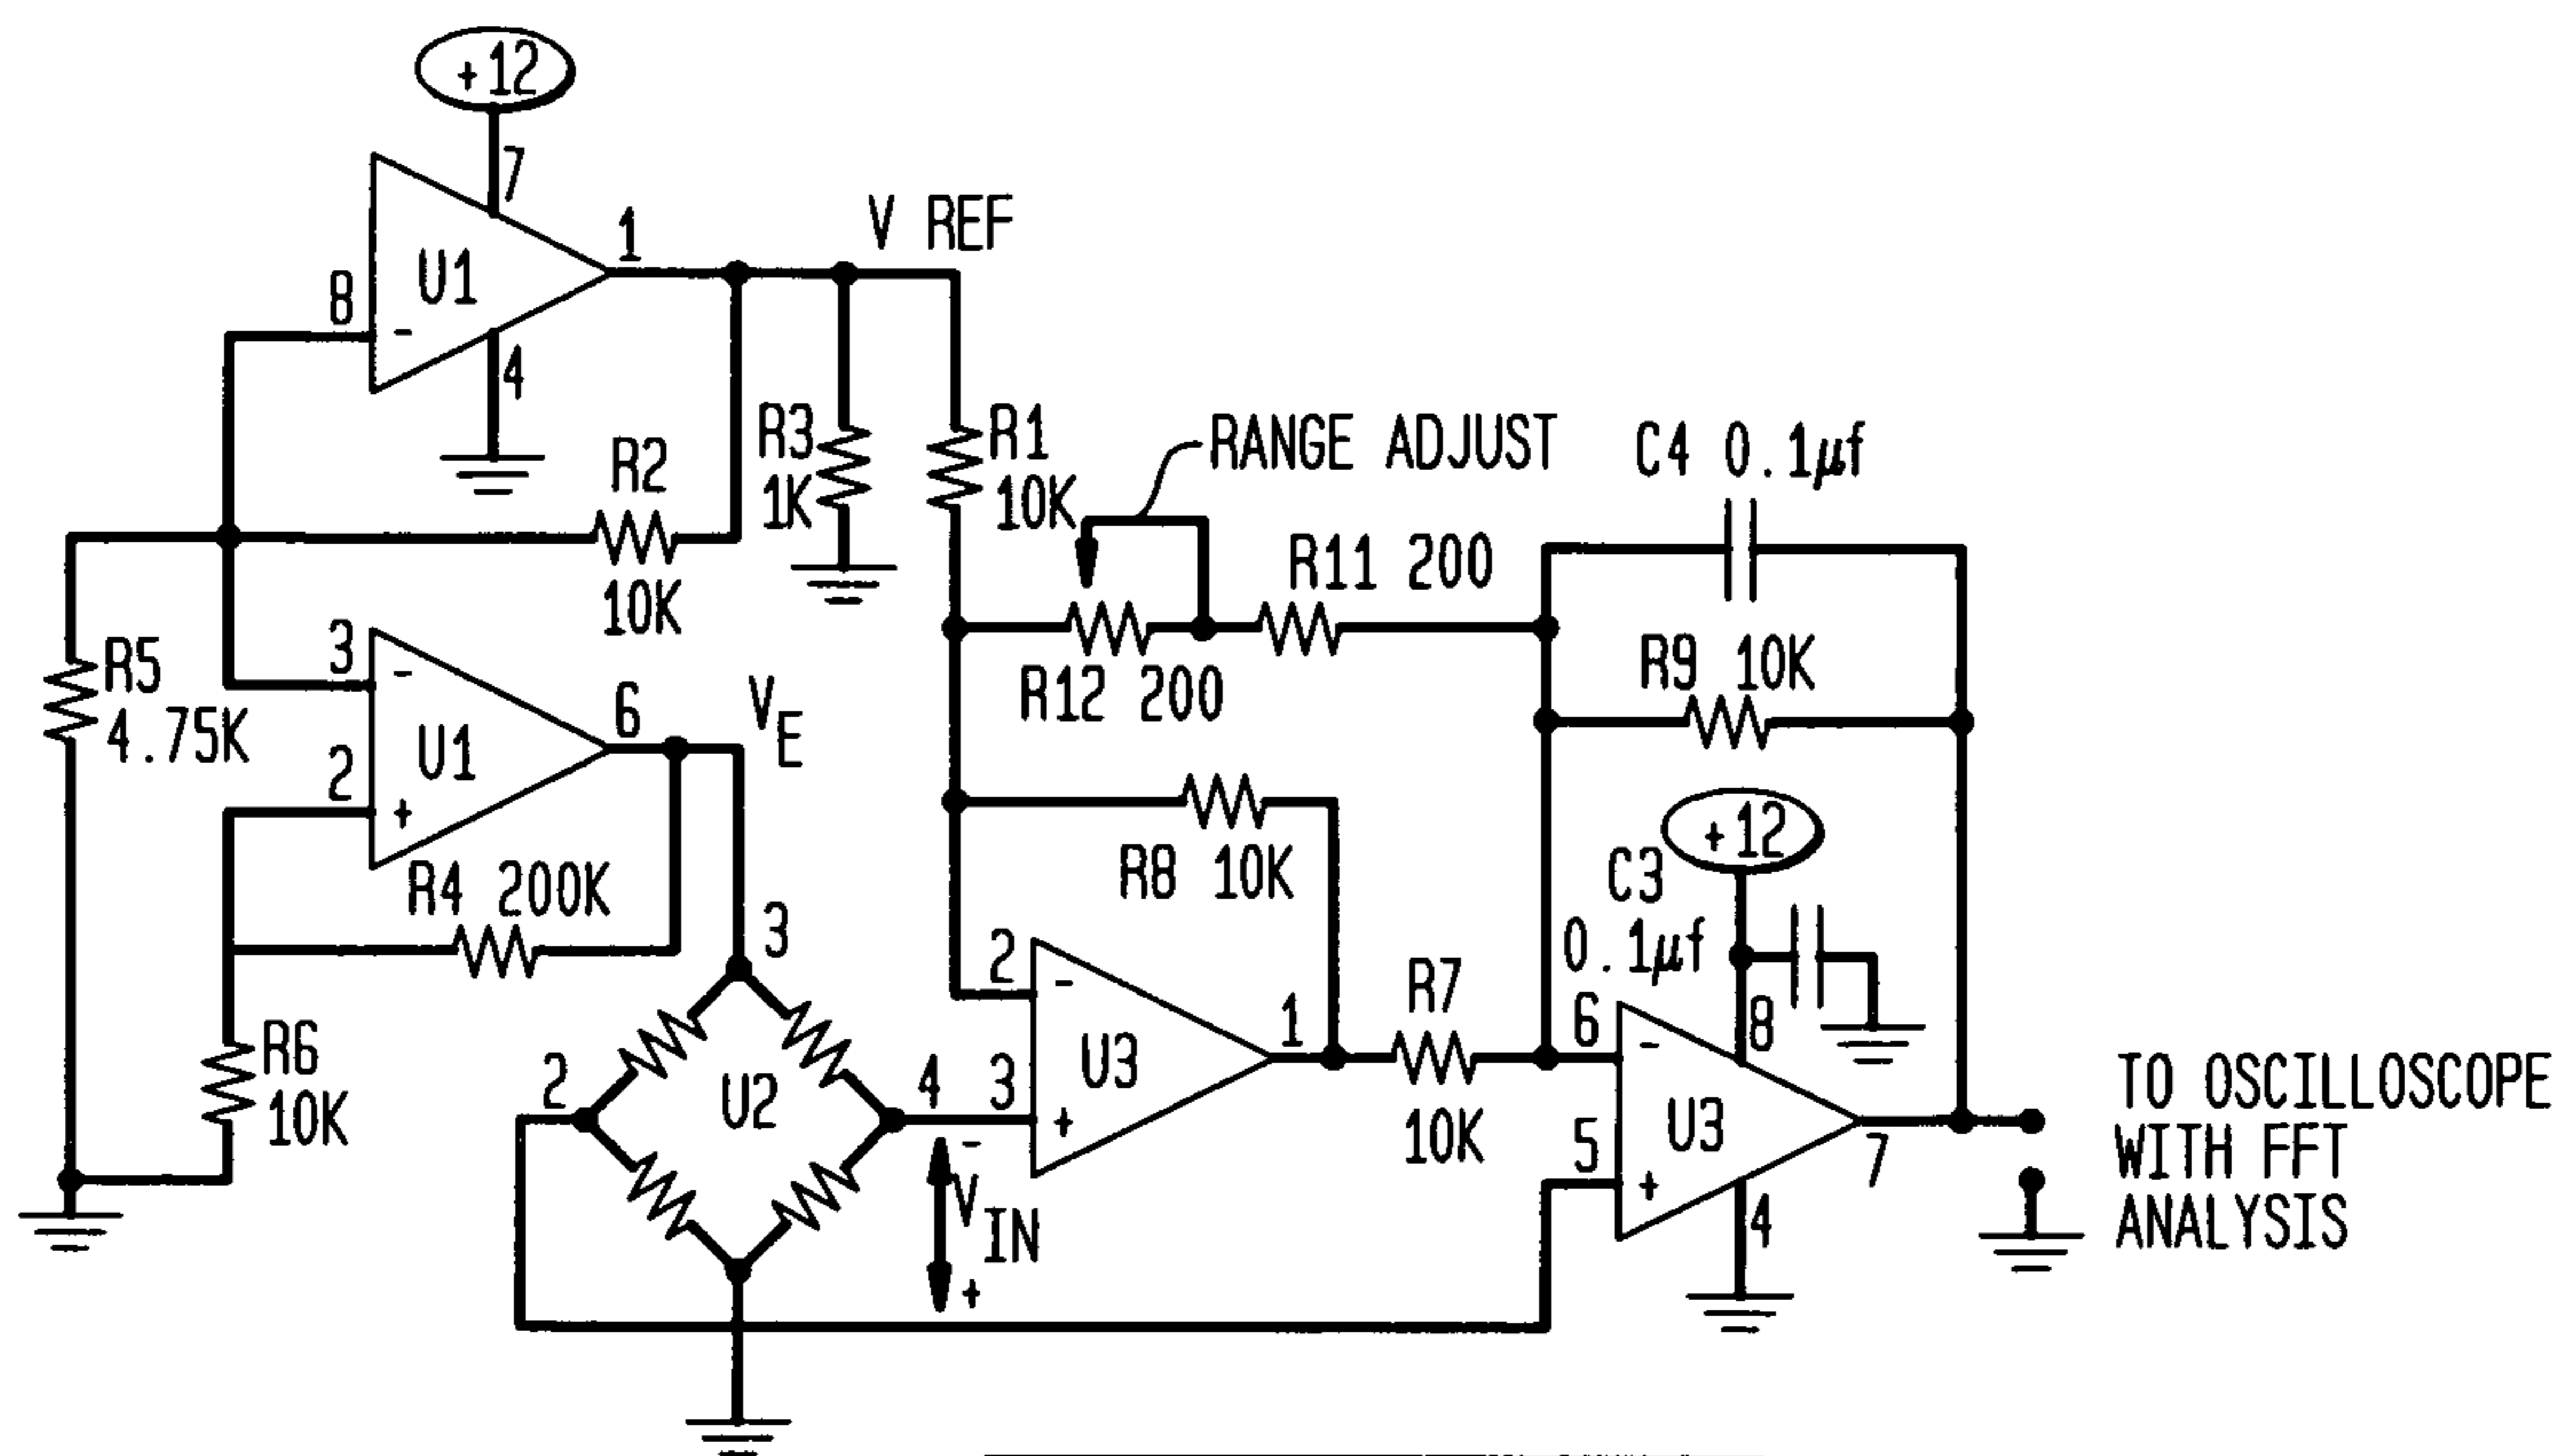 +12
7
1
V REF
8
U1
-
4
R2
10K
R3
1K
R1
10K
RANGE ADJUST
C4 0.1μf
R11 200
R12 200
R9 10K
R5
4.75K
3
-
U1
6
VE
2
+
R4 200K
R8 10K
+12
C3
0.1μf
3
R6
10K
2
U2
4
-
VIN
+
2
-
3
+
U3
1
R7
10K
6
-
8
U3
5
+
7
4
TO OSCILLOSCOPE
WITH FFT
ANALYSIS